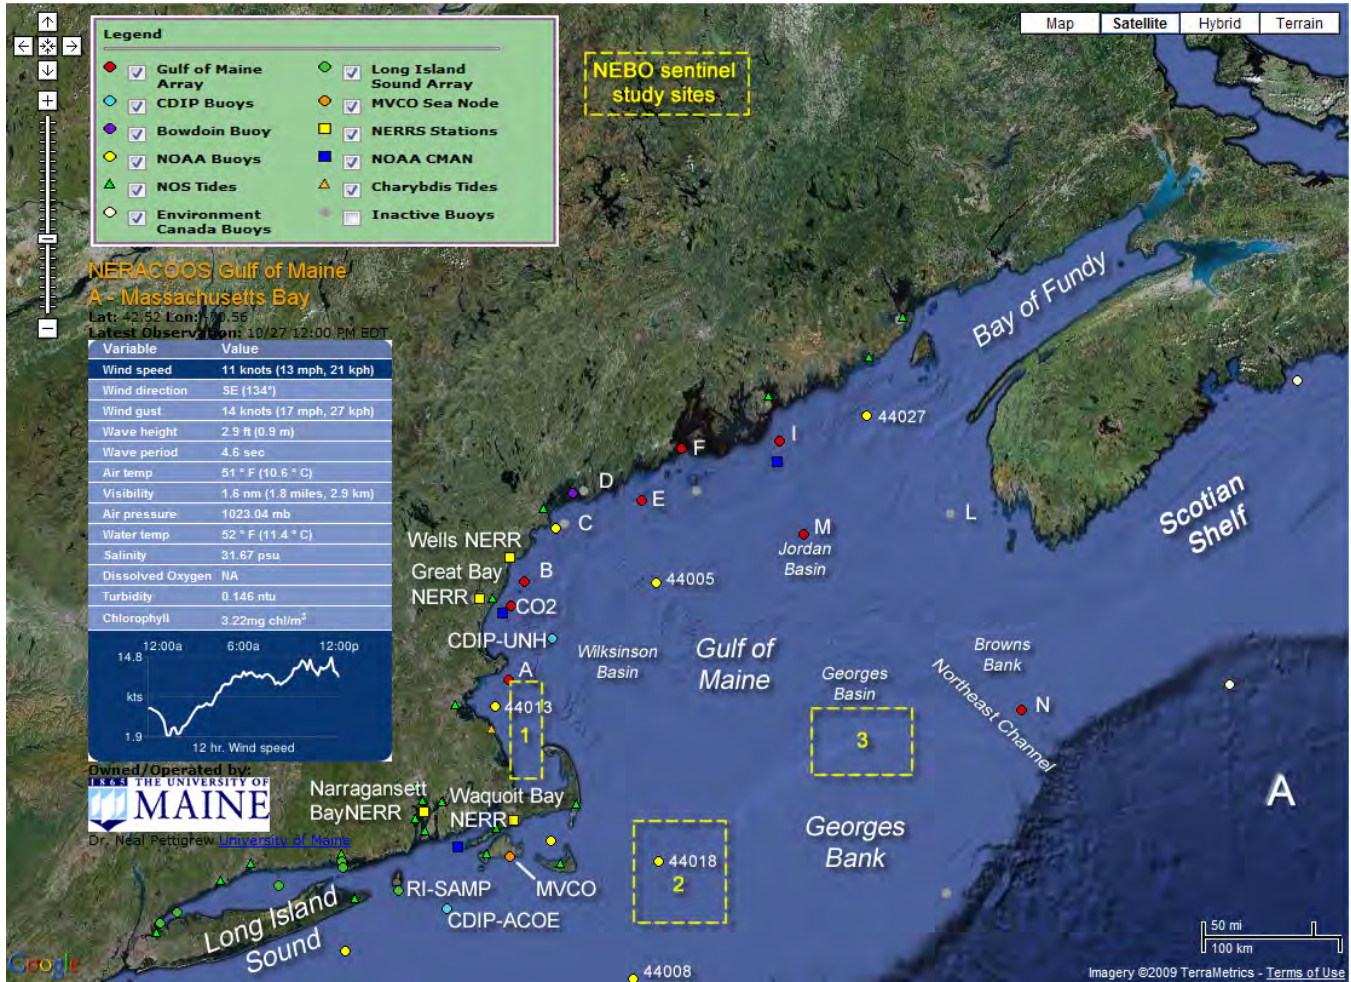 Map
Satellite
Hybrid
Terrain
Legend
Gulf of Maine
Array
Long Island
Sound Array
CDIP Buoys
MVCO Sea Node
Bowdoin Buoy
NERRS Stations
NOAA Buoys
NOAA CMAN
NOS Tides
Charybdis Tides
Environment
Canada Buoys
Inactive Buoys
NEBO sentinel
study sites
NERACOOS Gulf of Maine
A - Massachusetts Bay
Lat: 42.52 Lon: -70.56
Latest Observation: 10/27 12:00 PM EDT
Variable Value
Wind speed 11 knots (13 mph, 21 kph)
Wind direction SE (134°)
Wind gust 14 knots (17 mph, 27 kph)
Wave height 2.9 ft (0.9 m)
Wave period 4.6 sec
Air temp 51 ° F (10.6 ° C)
Visibility 1.6 nm (1.8 miles, 2.9 km)
Air pressure 1023.04 mb
Water temp 52 ° F (11.4 ° C)
Salinity 31.67 psu
Dissolved Oxygen NA
Turbidity 0.146 ntu
Chlorophyll 3.22mg chl/m3
12:00a 6:00a 12:00p
14.8
kts
1.9
12 hr. Wind speed
Owned/Operated by:
1865 THE UNIVERSITY OF
MAINE
Dr. Neal Pettigrew University of Maine
Bay of Fundy
44027
I
F
D
E
C
L
M
Jordan
Basin
Scotian
Shelf
Wells NERR
Great Bay
NERR
B
44005
CO2
CDIP-UNH
Wilksinson
Basin
Gulf of
Maine
Browns
Bank
Georges
Basin
Northeast Channel
A
N
44013
1
3
A
Narragansett
BayNERR
Waquoit Bay
NERR
Georges
Bank
44018
2
RI-SAMP
MVCO
CDIP-ACOE
Long Island
Sound
44008
50 mi
100 km
Google
Imagery ©2009 TerraMetrics - Terms of Use